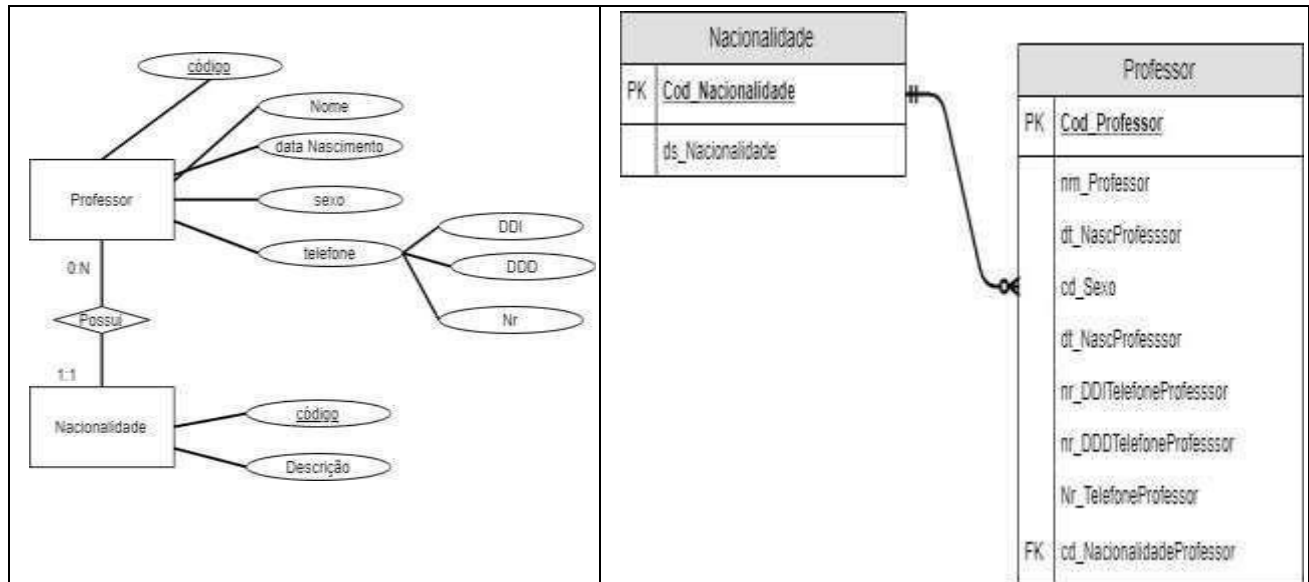 código
Nome
data Nascimento
Professor
sexo
telefone
DDI
DDD
Nr
0:N
Possui
1:1
Nacionalidade
código
Descrição
Nacionalidade
PK Cod_Nacionalidade
ds_Nacionalidade
Professor
PK Cod_Professor
nm_Professor
dt_NascProfesssor
cd_Sexo
dt_NascProfesssor
nr_DDITelefoneProfesssor
nr_DDDTelefoneProfesssor
Nr_TelefoneProfessor
FK cd_NacionalidadeProfessor